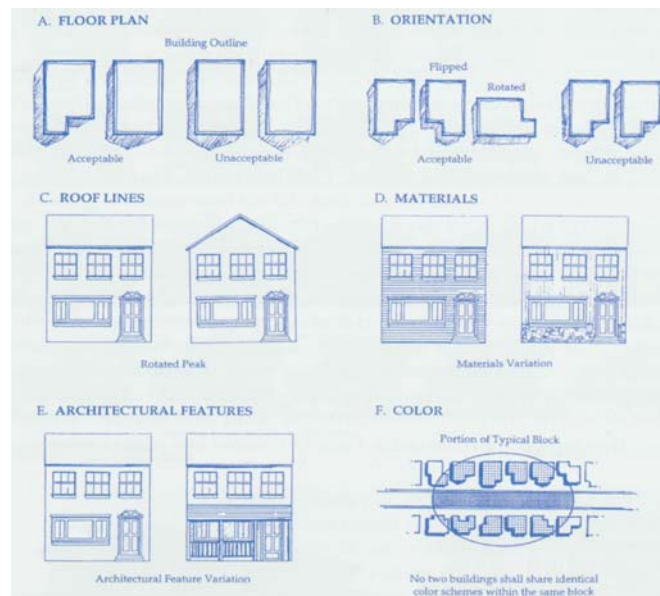 A. FLOOR PLAN
Building Outline
Acceptable
Unacceptable
B. ORIENTATION
Flipped
Rotated
Acceptable
Unacceptable
C. ROOF LINES
Rotated Peak
D. MATERIALS
Materials Variation
E. ARCHITECTURAL FEATURES
Architectural Feature Variation
F. COLOR
Portion of Typical Block
No two buildings shall share identical
color schemes within the same block